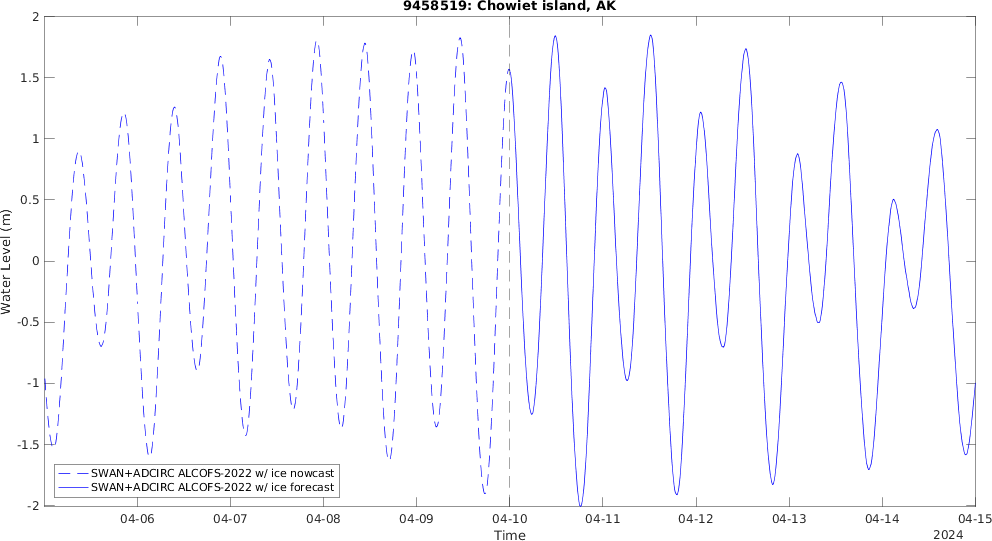 9458519: Chowiet island, AK
2
1.5
1
0.5
0
-0.5
-1
-1.5
-2
Water Level (m)
SWAN+ADCIRC ALCOFS-2022 w/ ice nowcast
SWAN+ADCIRC ALCOFS-2022 w/ ice forecast
04-06 04-07 04-08 04-09 04-10 04-11 04-12 04-13 04-14 04-15
Time
2024